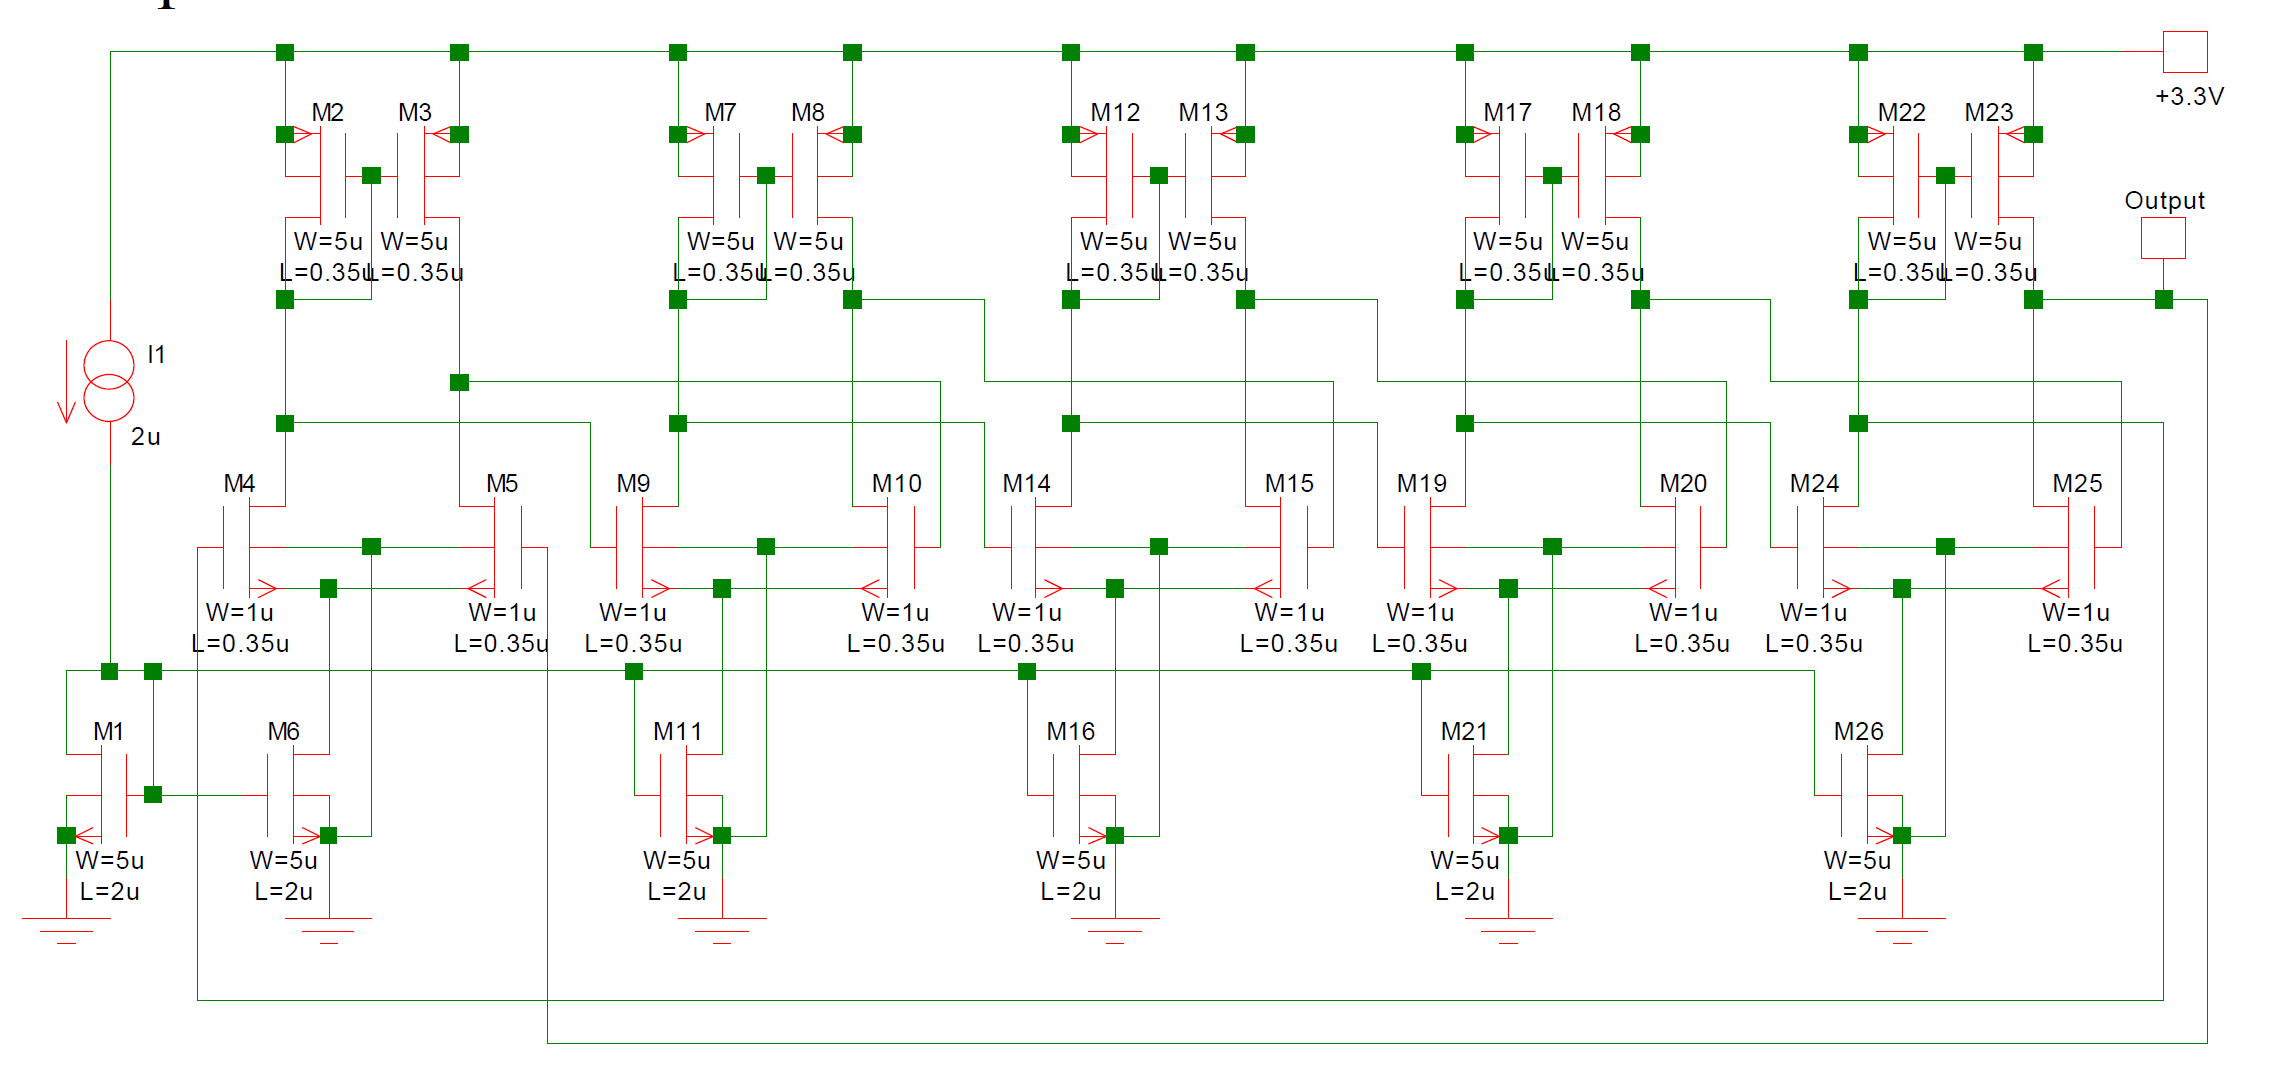 M2 M3 M7 M8 M12 M13 M17 M18 M22 M23
+3.3V
Output
W=5u W=5u W=5u W=5u W=5u W=5u W=5u W=5u W=5u W=5u
L=0.35u L=0.35u L=0.35u L=0.35u L=0.35u L=0.35u L=0.35u L=0.35u L=0.35u L=0.35u
I1
2u
M4 M5 M9 M10 M14 M15 M19 M20 M24 M25
W=1u W=1u W=1u W=1u W=1u W=1u W=1u W=1u W=1u W=1u
L=0.35u L=0.35u L=0.35u L=0.35u L=0.35u L=0.35u L=0.35u L=0.35u L=0.35u L=0.35u
M1 M6 M11 M16 M21 M26
W=5u W=5u W=5u W=5u W=5u W=5u
L=2u L=2u L=2u L=2u L=2u L=2u